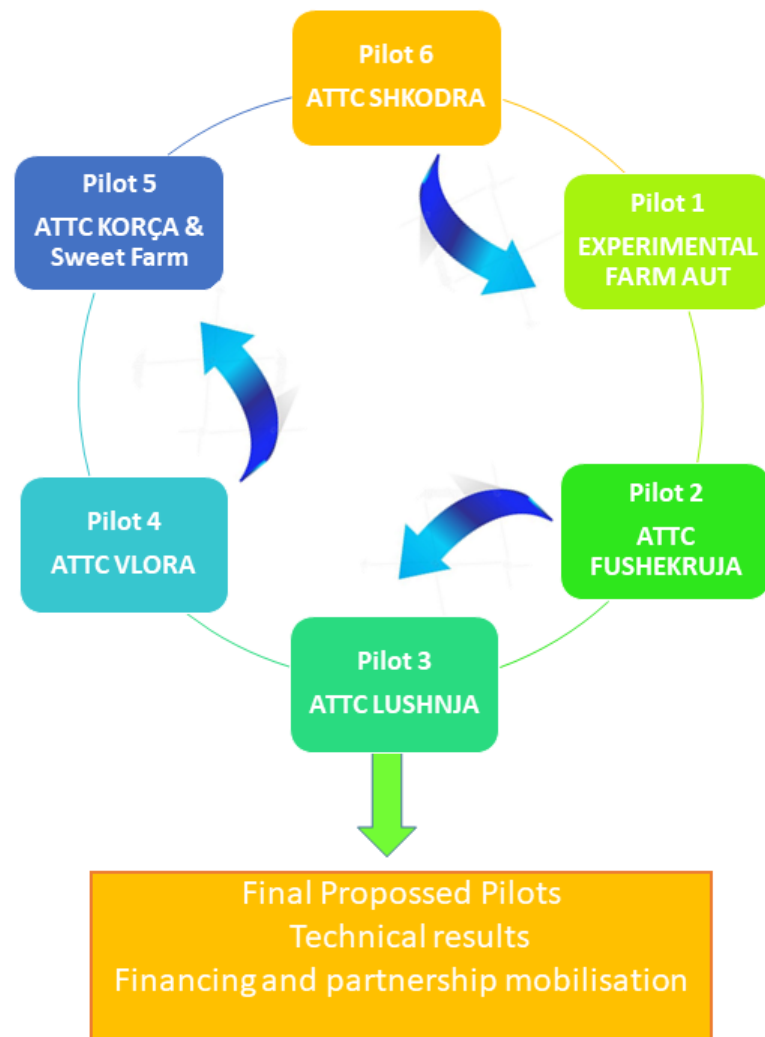 Pilot 6
ATTC SHKODRA
Pilot 5
ATTC KORÇA &
Sweet Farm
Pilot 1
EXPERIMENTAL
FARM AUT
Pilot 4
ATTC VLORA
Pilot 2
ATTC
FUSHEKRUJA
Pilot 3
ATTC LUSHNJA
Final Propossed Pilots
Technical results
Financing and partnership mobilisation